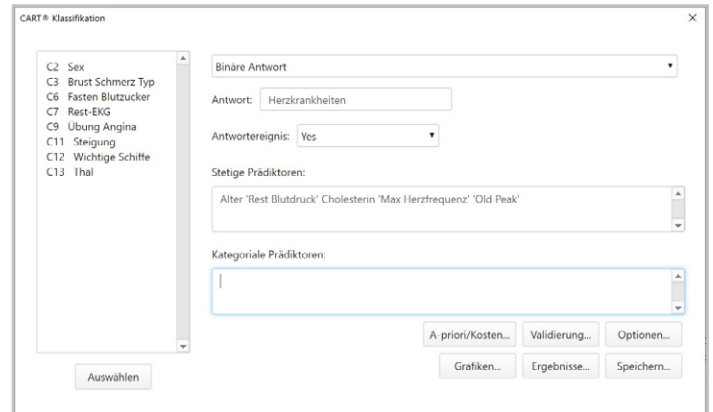 CART® Klassifikation
C2 Sex
C3 Brust Schmerz Typ
C6 Fasten Blutzucker
C7 Rest-EKG
C9 Übung Angina
C11 Steigung
C12 Wichtige Schiffe
C13 Thal
Auswählen
Binäre Antwort
Antwort: Herzkrankheiten
Antwortereignis: Yes
Stetige Prädiktoren:
Alter 'Rest Blutdruck' Cholesterin 'Max Herzfrequenz' 'Old Peak'
Kategoriale Prädiktoren:
A-priori/Kosten... Validierung... Optionen...
Grafiken... Ergebnisse... Speichern...